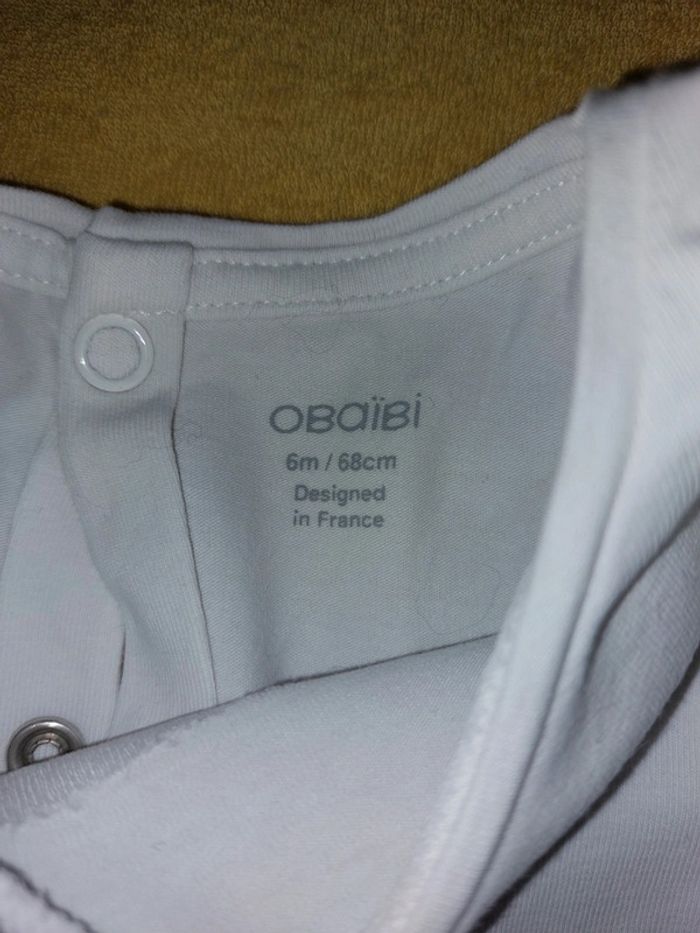 OBaïBi
6m / 68cm
Designed
in France